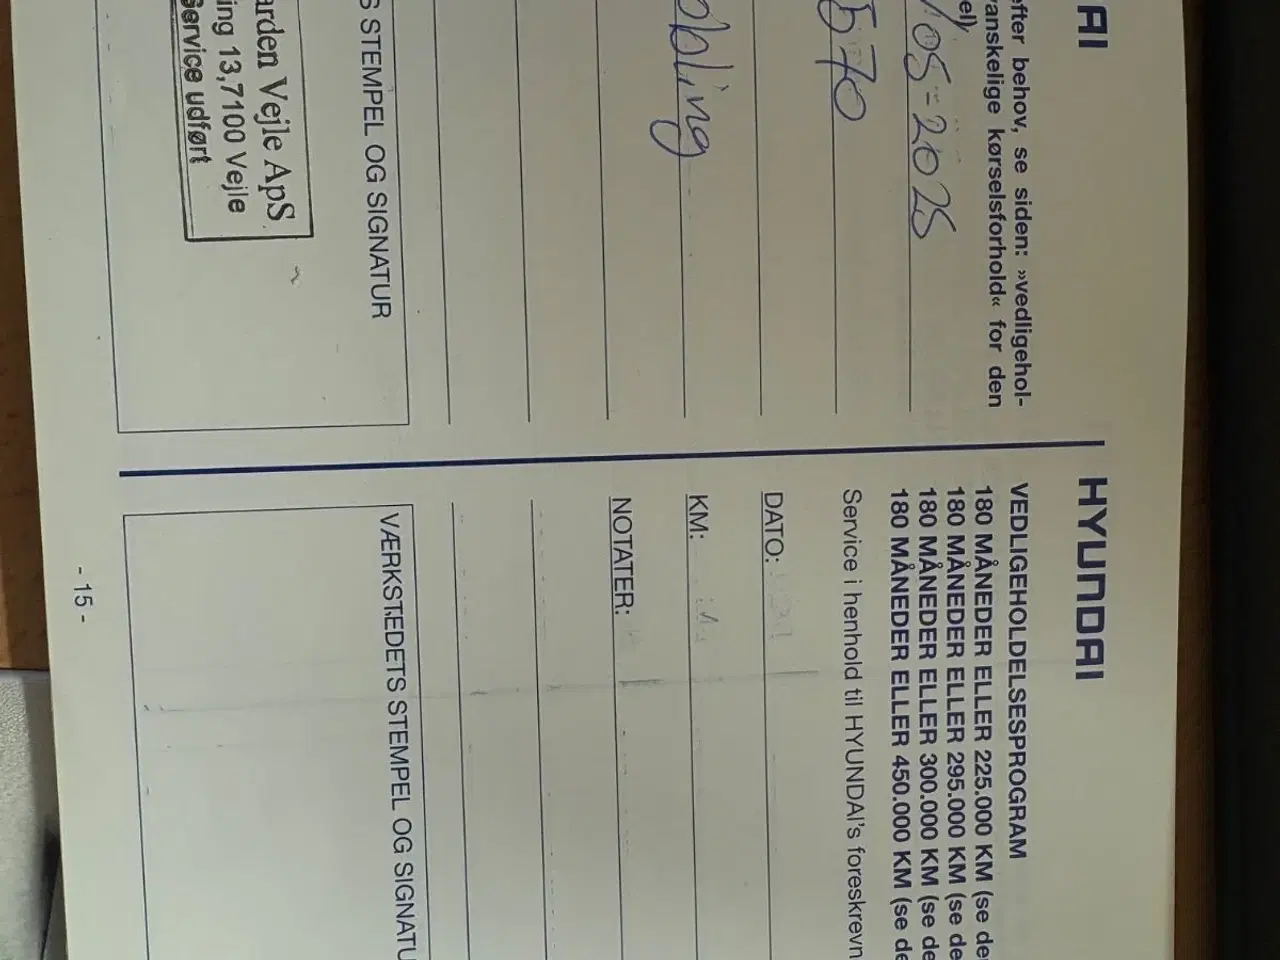 AI
efter behov, se siden: »vedligehol-
vanskelige kørselsforhold« for den
el)
/05-2025
570
obling
S STEMPEL OG SIGNATUR
arden Vejle ApS
ing 13,7100 Vejle
Service udført
HYUNDAI
VEDLIGEHOLDELSESPROGRAM
180 MÅNEDER ELLER 225.000 KM (se de
180 MÅNEDER ELLER 295.000 KM (se de
180 MÅNEDER ELLER 300.000 KM (se de
180 MÅNEDER ELLER 450.000 KM (se de
Service i henhold til HYUNDAI's foreskrevn
DATO:
KM:
NOTATER:
VÆRKSTEDETS STEMPEL OG SIGNATU
- 15 -